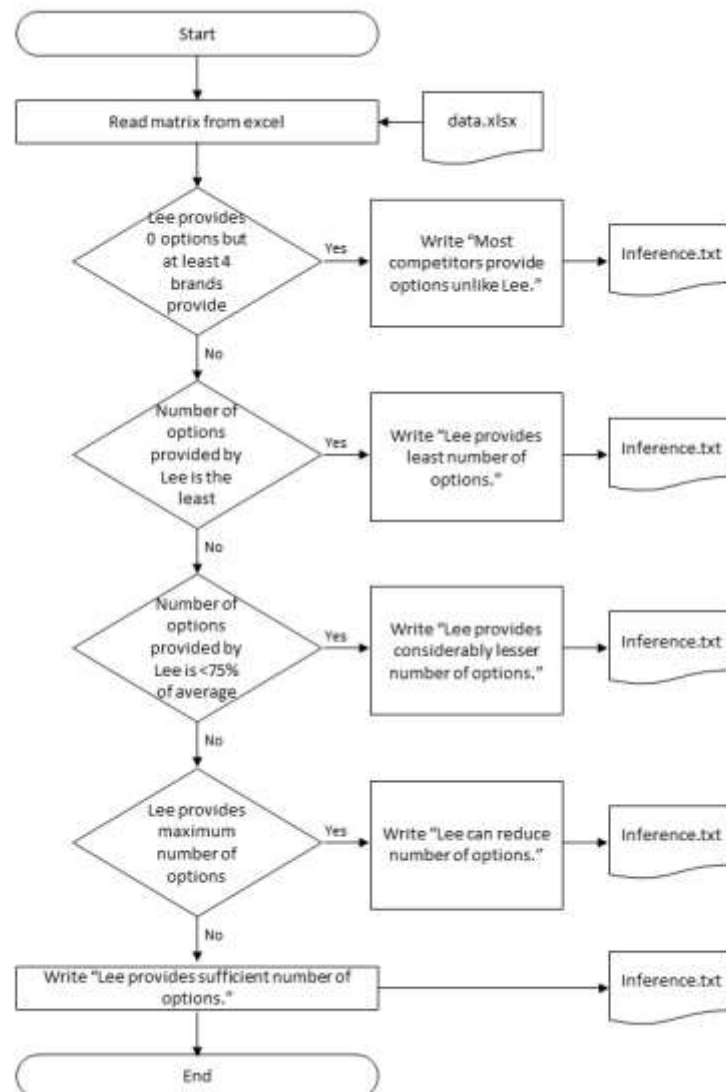 Start
Read matrix from excel
data.xlsx
Lee provides
0 options but
at least 4
brands
provide
Yes
Write “Most
competitors provide
options unlike Lee.”
Inference.txt
No
Number of
options
provided by
Lee is the
least
Yes
Write “Lee provides
least number of
options.”
Inference.txt
No
Number of
options
provided by
Lee is <75%
of average
Yes
Write “Lee provides
considerably lesser
number of options.”
Inference.txt
No
Lee provides
maximum
number of
options
Yes
Write “Lee can reduce
number of options.”
Inference.txt
No
Write “Lee provides sufficient number of
options.”
Inference.txt
End